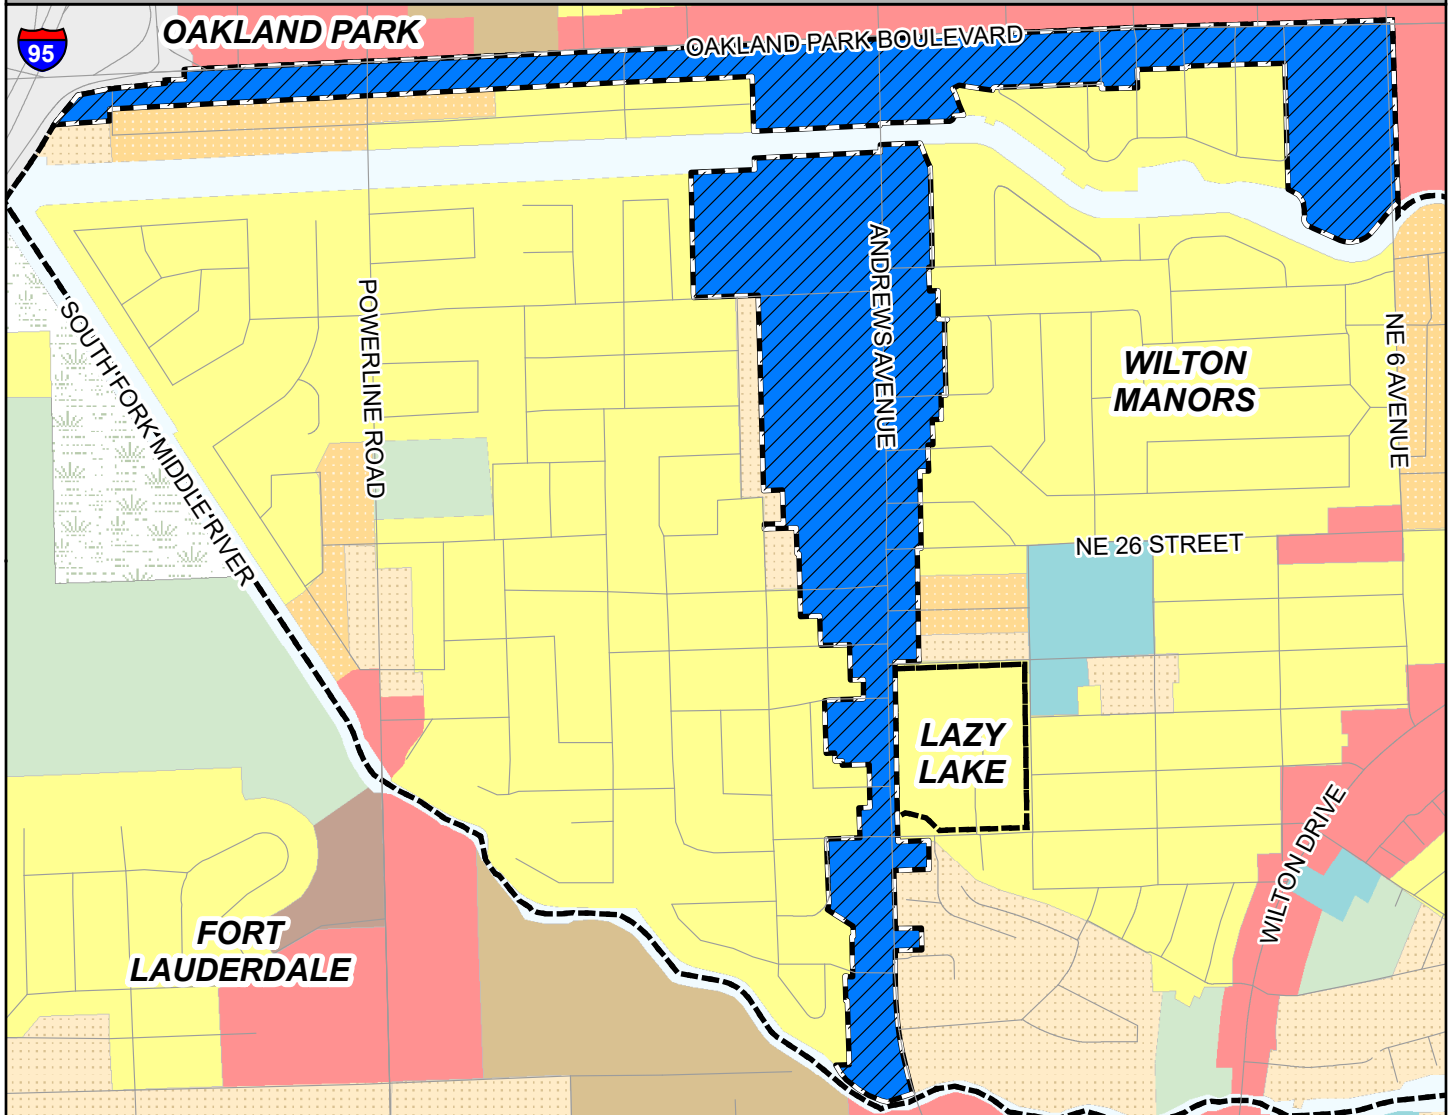 OAKLAND PARK
95
OAKLAND PARK BOULEVARD
ANDREWS AVENUE
POWERLINE ROAD
SOUTH FORK MIDDLE RIVER
NE 6 AVENUE
WILTON
MANORS
NE 26 STREET
LAZY
LAKE
WILTON DRIVE
FORT
LAUDERDALE